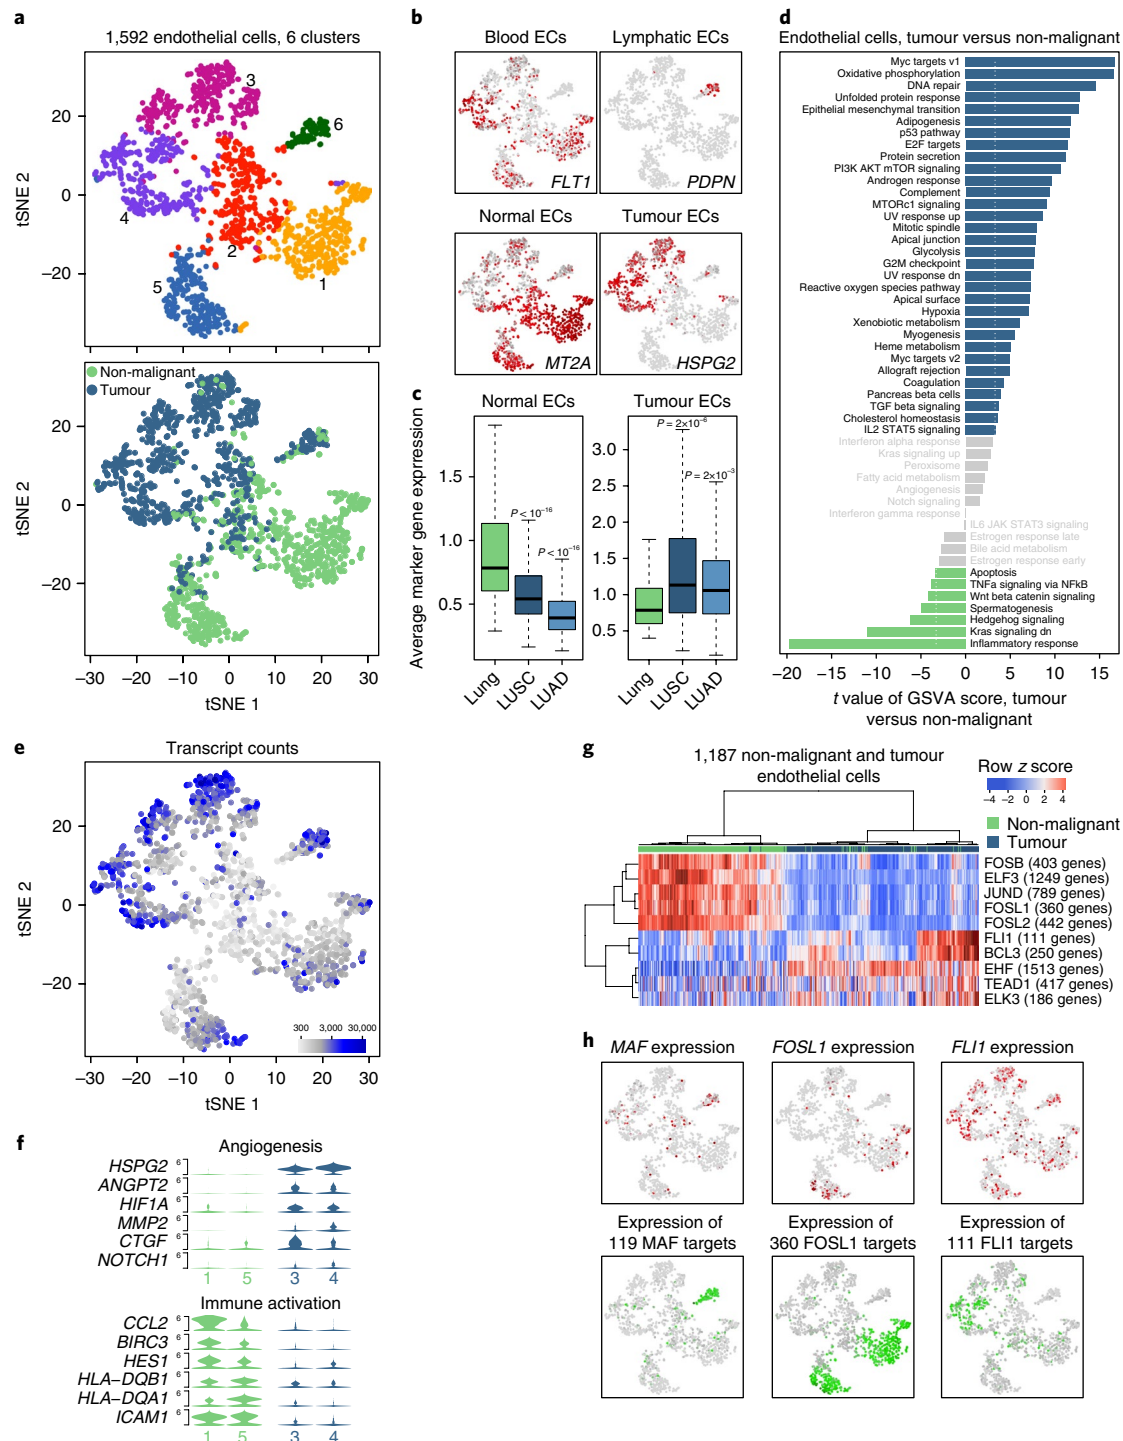 a
1,592 endothelial cells, 6 clusters
3
6
4
2
1
5
20
0
−20
tSNE 2
Non-malignant
Tumour
20
0
−20
tSNE 2
−30 −20 −10 0 10 20 30
tSNE 1
b
Blood ECs
Lymphatic ECs
FLT1
PDPN
Normal ECs
Tumour ECs
MT2A
HSPG2
c
Normal ECs
Tumour ECs
Average marker gene expression
1.5
1.0
0.5
P < 10−16
P < 10−16
Lung LUSC LUAD
3.0
2.5
2.0
1.5
1.0
0.5
P = 2×10−6
P = 2×10−3
Lung LUSC LUAD
d
Endothelial cells, tumour versus non-malignant
Myc targets v1
Oxidative phosphorylation
DNA repair
Unfolded protein response
Epithelial mesenchymal transition
Adipogenesis
p53 pathway
E2F targets
Protein secretion
PI3K AKT mTOR signaling
Androgen response
Complement
MTORc1 signaling
UV response up
Mitotic spindle
Apical junction
Glycolysis
G2M checkpoint
UV response dn
Reactive oxygen species pathway
Apical surface
Hypoxia
Xenobiotic metabolism
Myogenesis
Heme metabolism
Myc targets v2
Allograft rejection
Coagulation
Pancreas beta cells
TGF beta signaling
Cholesterol homeostasis
IL2 STAT5 signaling
Interferon alpha response
Kras signaling up
Peroxisome
Fatty acid metabolism
Angiogenesis
Notch signaling
Interferon gamma response
IL6 JAK STAT3 signaling
Estrogen response late
Bile acid metabolism
Estrogen response early
Apoptosis
TNFa signaling via NFkB
Wnt beta catenin signaling
Spermatogenesis
Hedgehog signaling
Kras signaling dn
Inflammatory response
−20 −15 −10 −5 0 5 10 15
t value of GSVA score, tumour
versus non-malignant
e
Transcript counts
20
0
−20
tSNE 2
300 3,000 30,000
−30 −20 −10 0 10 20 30
tSNE 1
f
Angiogenesis
HSPG2 6
ANGPT2 6
HIF1A 6
MMP2 6
CTGF 6
NOTCH1 6
1 5 3 4
Immune activation
CCL2 6
BIRC3 6
HES1 6
HLA−DQB1 6
HLA−DQA1 6
ICAM1 6
1 5 3 4
g
1,187 non-malignant and tumour
endothelial cells
Row z score
−4 −2 0 2 4
Non-malignant
Tumour
FOSB (403 genes)
ELF3 (1249 genes)
JUND (789 genes)
FOSL1 (360 genes)
FOSL2 (442 genes)
FLI1 (111 genes)
BCL3 (250 genes)
EHF (1513 genes)
TEAD1 (417 genes)
ELK3 (186 genes)
h
MAF expression
FOSL1 expression
FLI1 expression
Expression of
119 MAF targets
Expression of
360 FOSL1 targets
Expression of
111 FLI1 targets